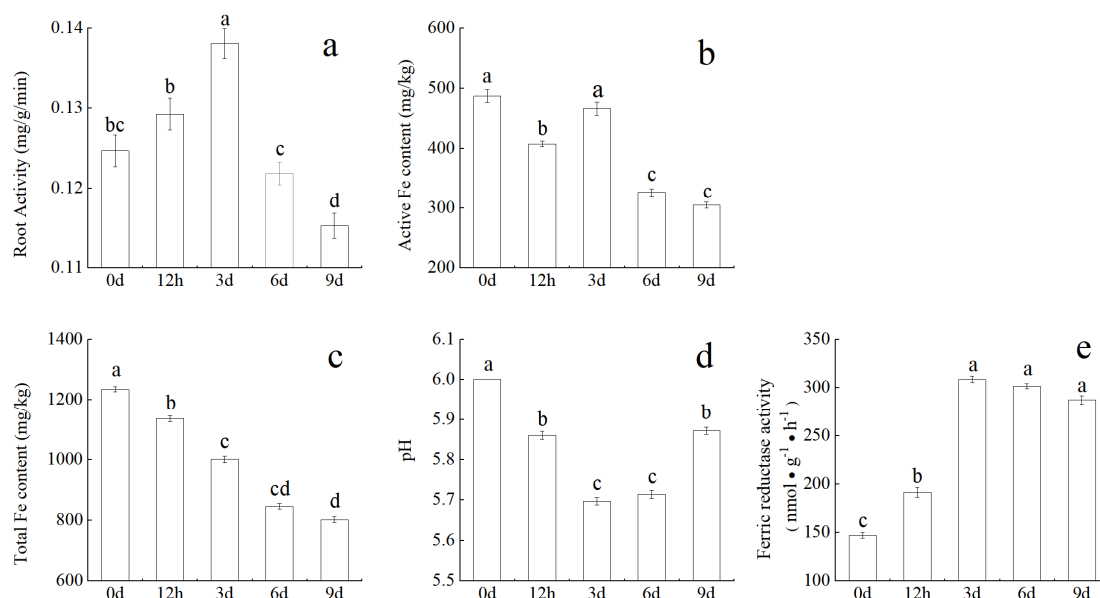 Root Activity (mg/g/min)
0.14
0.13
0.12
0.11
bc
b
a
c
d
a
0d 12h 3d 6d 9d
Active Fe content (mg/kg)
600
500
400
300
200
a
b
a
c
c
b
0d 12h 3d 6d 9d
Total Fe content (mg/kg)
1400
1200
1000
800
600
a
b
c
cd
d
c
0d 12h 3d 6d 9d
pH
6.1
6.0
5.9
5.8
5.7
5.6
5.5
a
b
c
c
b
d
0d 12h 3d 6d 9d
Ferric reductase activity
( nmol • g⁻¹ • h⁻¹)
350
300
250
200
150
100
c
b
a
a
a
e
0d 12h 3d 6d 9d